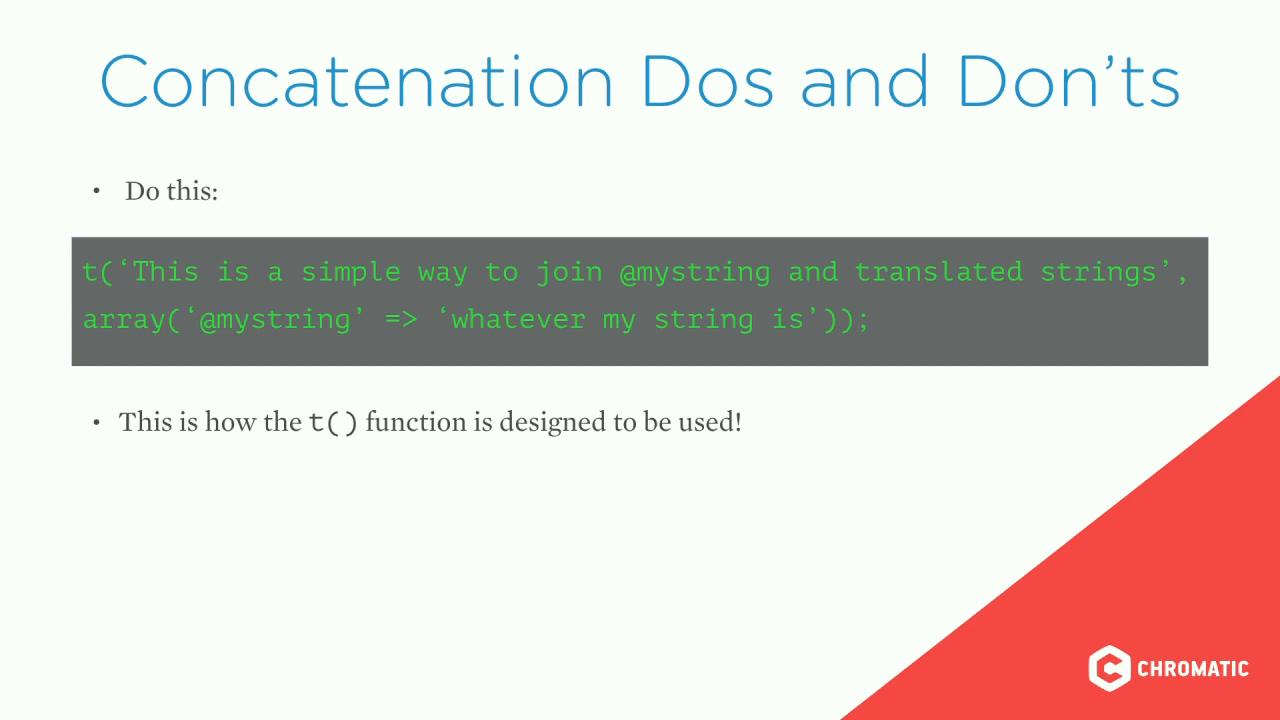 Concatenation Dos and Don’ts
• Do this:
t(‘This is a simple way to join @mystring and translated strings’,
array(‘@mystring’ => ‘whatever my string is’));
• This is how the t() function is designed to be used!
CHROMATIC